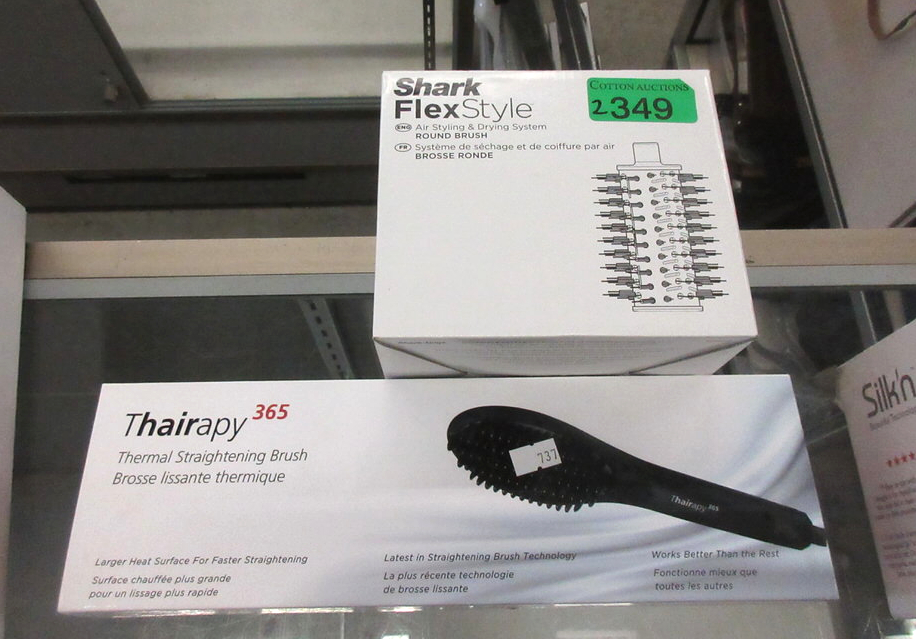 Shark
FlexStyle
ENG Air Styling & Drying System
ROUND BRUSH
FR Système de séchage et de coiffure par air
BROSSE RONDE
COTTON AUCTIONS
2349
Thairapy 365
Thermal Straightening Brush
Brosse lissante thermique
737
Thairapy 365
Larger Heat Surface For Faster Straightening
Surface chauffée plus grande
pour un lissage plus rapide
Latest in Straightening Brush Technology
La plus récente technologie
de brosse lissante
Works Better Than the Rest
Fonctionne mieux que
toutes les autres
Silk'n